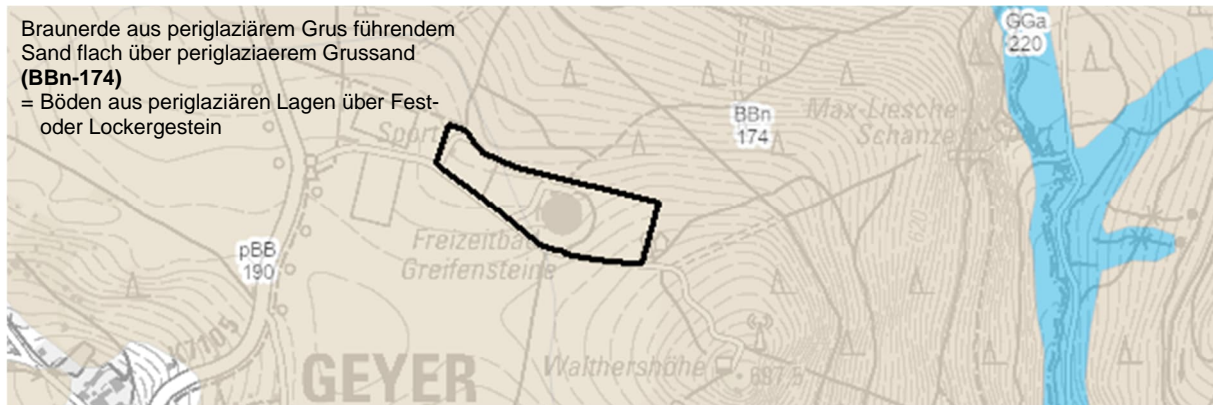 Braunerde aus periglaziärem Grus führendem
Sand flach über periglaziaerem Grussand
(BBn-174)
= Böden aus periglaziären Lagen über Fest-
oder Lockergestein
GGa
220
BBn
174
Max-Liesche-
Schanze
Sport
pBB
190
Freizeitbad
Greifensteine
K7105
GEYER
Walthershöhe
697.5